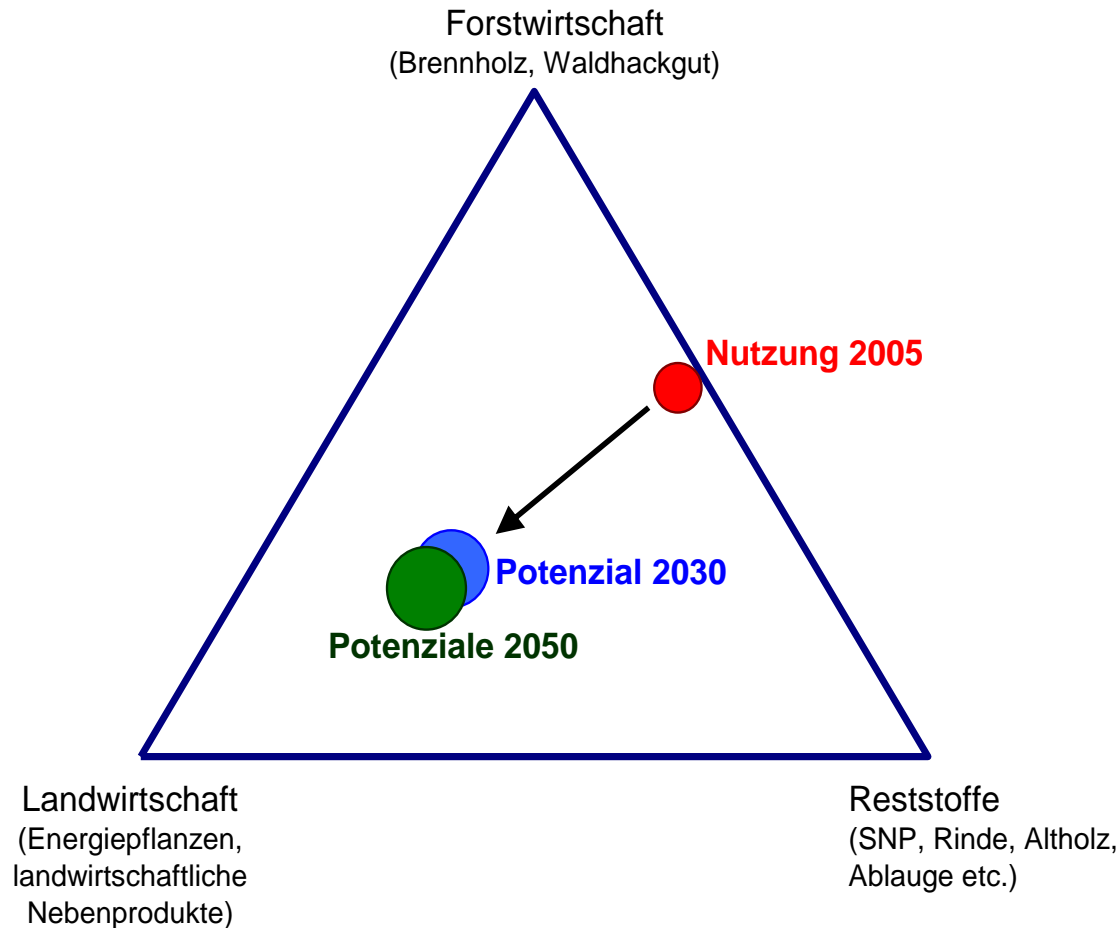 Forstwirtschaft
(Brennholz, Waldhackgut)
Nutzung 2005
Potenzial 2030
Potenziale 2050
Landwirtschaft
(Energiepflanzen,
landwirtschaftliche
Nebenprodukte)
Reststoffe
(SNP, Rinde, Altholz,
Ablauge etc.)